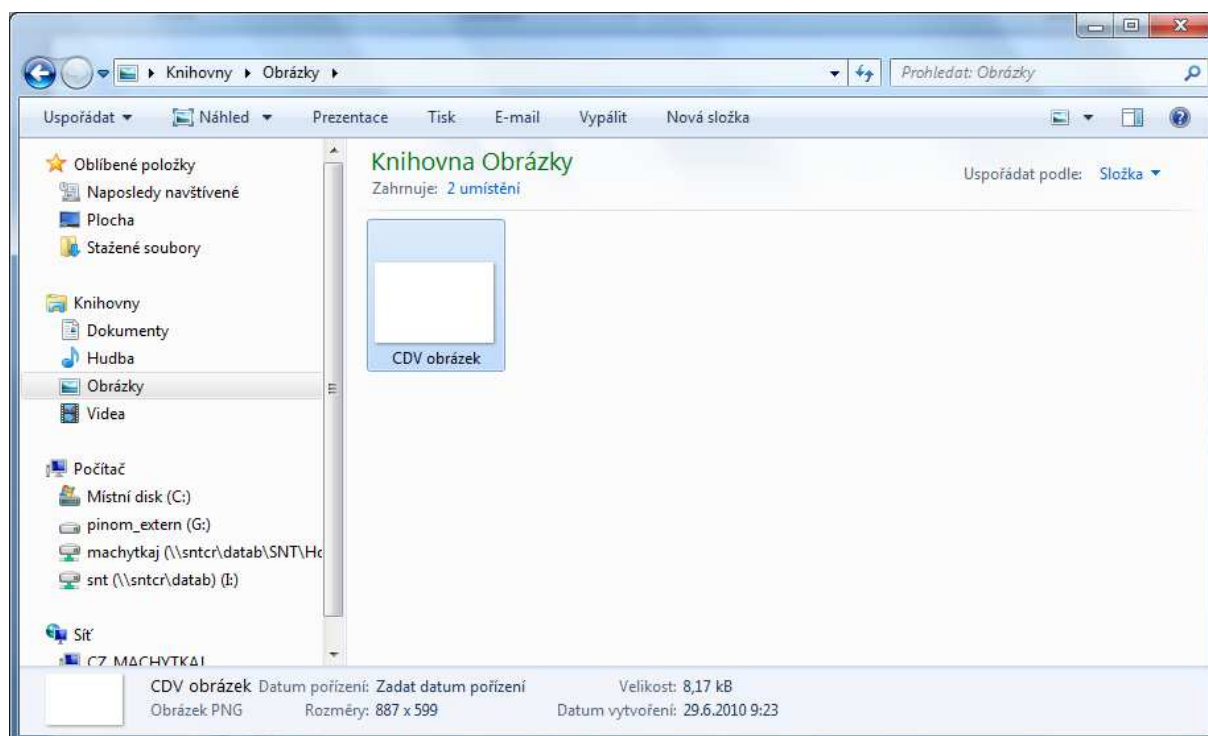 Knihovny ▸ Obrázky ▸
Prohledat: Obrázky
Uspořádat Náhled Prezentace Tisk E-mail Vypálit Nová složka
Oblíbené položky
Naposledy navštívené
Plocha
Stažené soubory
Knihovny
Dokumenty
Hudba
Obrázky
Videa
Počítač
Místní disk (C:)
pinom_extern (G:)
machytkaj (\\sntcr\datab\SNT\Ho
snt (\\sntcr\datab) (I:)
Síť
CZ_MACHYTKAJ
Knihovna Obrázky
Zahrnuje: 2 umístění
Uspořádat podle: Složka
CDV obrázek
CDV obrázek Datum pořízení: Zadat datum pořízení Velikost: 8,17 kB
Obrázek PNG Rozměry: 887 x 599 Datum vytvoření: 29.6.2010 9:23